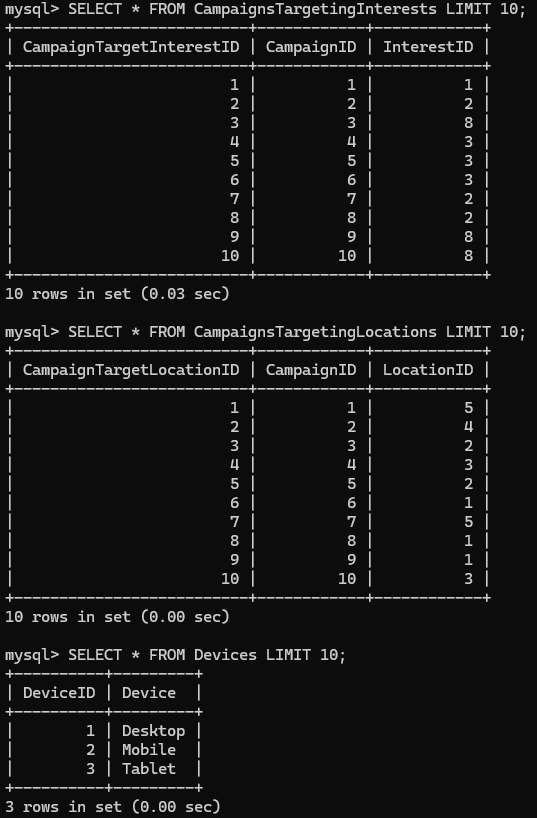 mysql> SELECT * FROM CampaignsTargetingInterests LIMIT 10;
+--------------------------+------------+------------+
| CampaignTargetInterestID | CampaignID | InterestID |
+--------------------------+------------+------------+
|                        1 |          1 |          1 |
|                        2 |          2 |          2 |
|                        3 |          3 |          8 |
|                        4 |          4 |          3 |
|                        5 |          5 |          3 |
|                        6 |          6 |          3 |
|                        7 |          7 |          2 |
|                        8 |          8 |          2 |
|                        9 |          9 |          8 |
|                       10 |         10 |          8 |
+--------------------------+------------+------------+
10 rows in set (0.03 sec)

mysql> SELECT * FROM CampaignsTargetingLocations LIMIT 10;
+--------------------------+------------+------------+
| CampaignTargetLocationID | CampaignID | LocationID |
+--------------------------+------------+------------+
|                        1 |          1 |          5 |
|                        2 |          2 |          4 |
|                        3 |          3 |          2 |
|                        4 |          4 |          3 |
|                        5 |          5 |          2 |
|                        6 |          6 |          1 |
|                        7 |          7 |          5 |
|                        8 |          8 |          1 |
|                        9 |          9 |          1 |
|                       10 |         10 |          3 |
+--------------------------+------------+------------+
10 rows in set (0.00 sec)

mysql> SELECT * FROM Devices LIMIT 10;
+----------+---------+
| DeviceID | Device  |
+----------+---------+
|        1 | Desktop |
|        2 | Mobile  |
|        3 | Tablet  |
+----------+---------+
3 rows in set (0.00 sec)